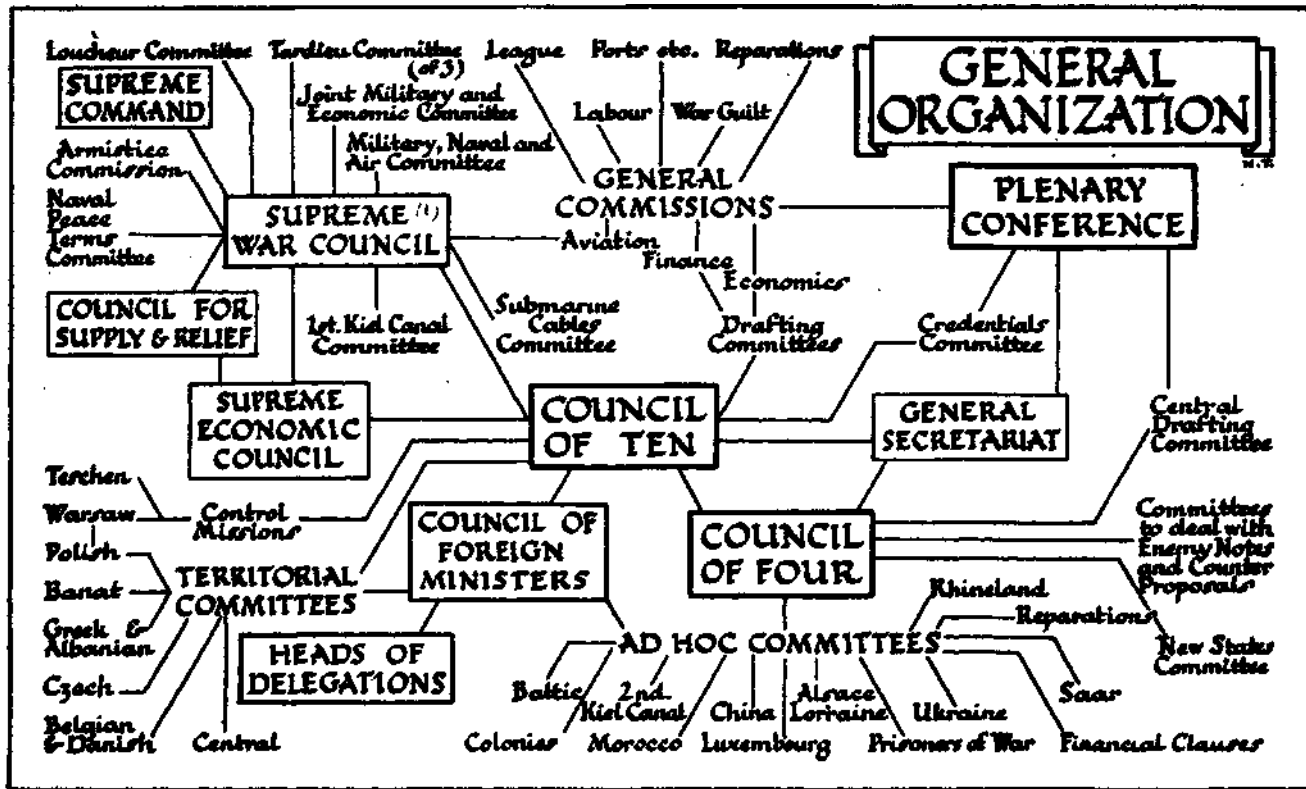 GENERAL
ORGANIZATION
Loucheur Committee
Tardieu Committee
(of 3)
League
Ports etc.
Reparations
SUPREME
COMMAND
Joint Military and
Economic Committee
Labour
War Guilt
Armistice
Commission
Military, Naval and
Air Committee
Naval
Peace
Terms
Committee
SUPREME (1)
WAR COUNCIL
GENERAL
COMMISSIONS
PLENARY
CONFERENCE
Aviation
Finance
Economics
COUNCIL FOR
SUPPLY & RELIEF
1st. Kiel Canal
Committee
Submarine
Cables
Committee
Drafting
Committees
Credentials
Committee
SUPREME
ECONOMIC
COUNCIL
COUNCIL
OF TEN
GENERAL
SECRETARIAT
Central
Drafting
Committee
Teschen
Warsaw
Control
Missions
Polish
Banat
Greek &
Albanian
Czech
Belgian
& Danish
Central
TERRITORIAL
COMMITTEES
COUNCIL OF
FOREIGN
MINISTERS
COUNCIL
OF FOUR
Committees
to deal with
Enemy Notes
and Counter
Proposals
HEADS OF
DELEGATIONS
AD HOC COMMITTEES
Rhineland
Reparations
New States
Committee
Baltic
2nd.
Kiel Canal
China
Alsace
Lorraine
Ukraine
Saar
Colonies
Morocco
Luxembourg
Prisoners of War
Financial Clauses